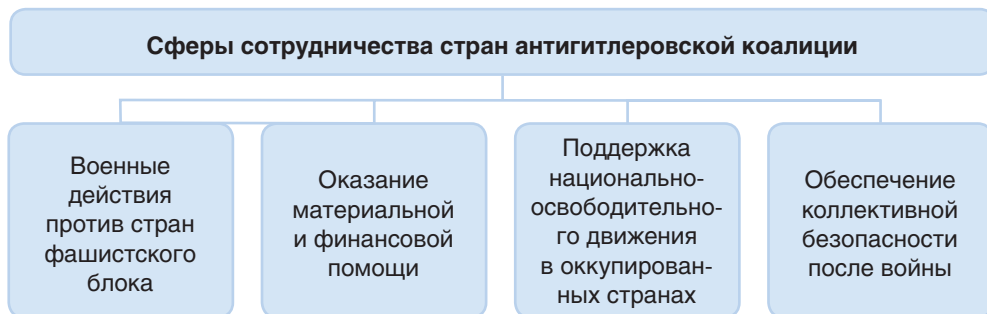 Сферы сотрудничества стран антигитлеровской коалиции
Военные
действия
против стран
фашистского
блока
Оказание
материальной
и финансовой
помощи
Поддержка
национально-
освободительно-
го движения
в оккупирован-
ных странах
Обеспечение
коллективной
безопасности
после войны